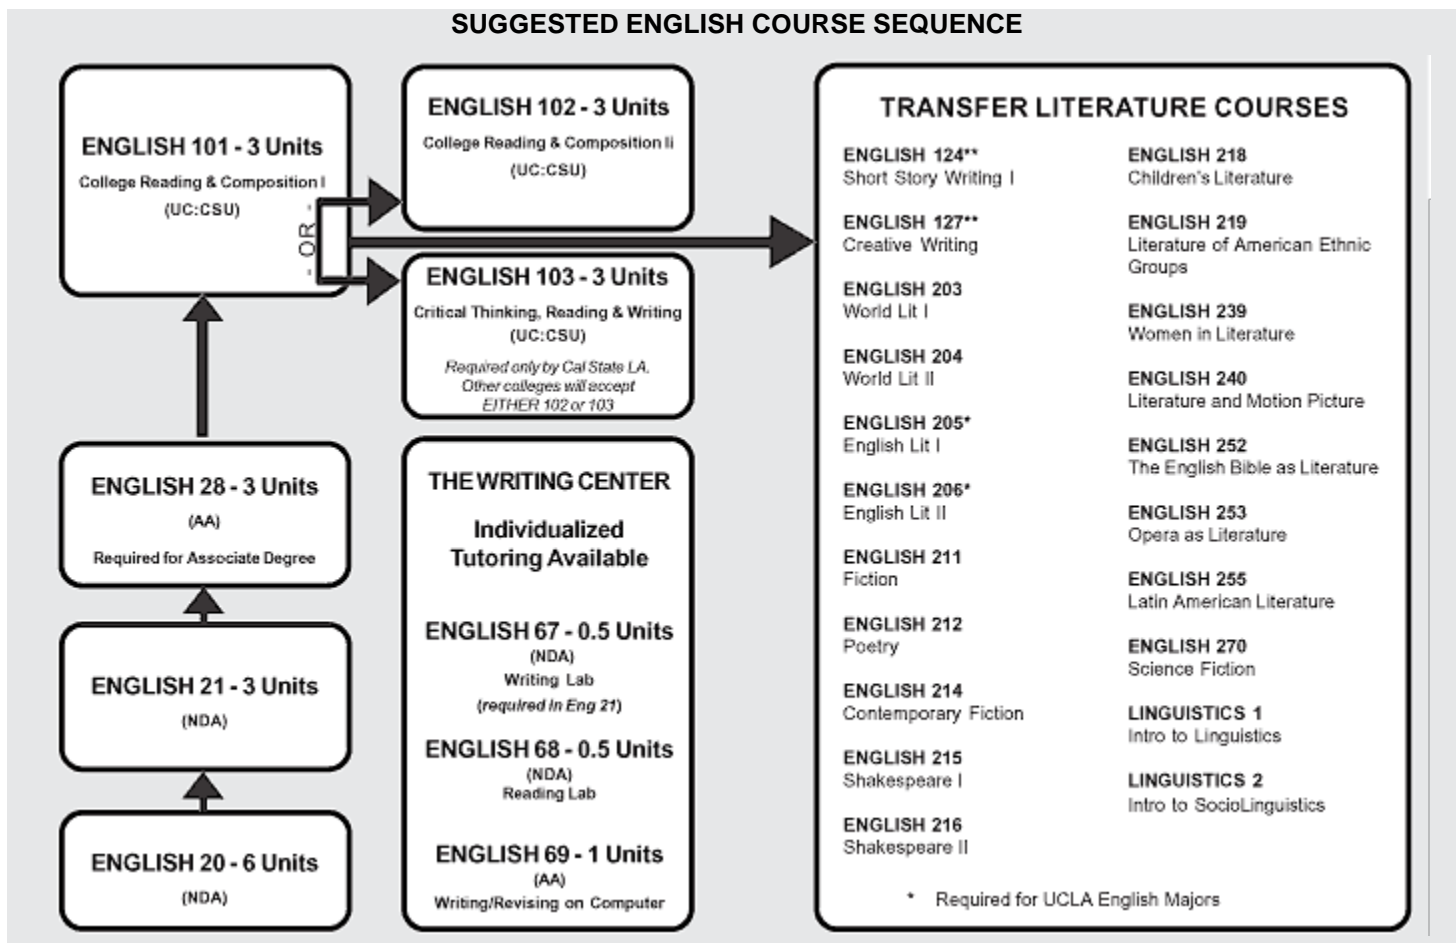 SUGGESTED ENGLISH COURSE SEQUENCE
ENGLISH 101 - 3 Units
College Reading & Composition I
(UC:CSU)
- OR -
ENGLISH 102 - 3 Units
College Reading & Composition Ii
(UC:CSU)
ENGLISH 103 - 3 Units
Critical Thinking, Reading & Writing
(UC:CSU)
Required only by Cal State LA.
Other colleges will accept
EITHER 102 or 103
ENGLISH 28 - 3 Units
(AA)
Required for Associate Degree
ENGLISH 21 - 3 Units
(NDA)
ENGLISH 20 - 6 Units
(NDA)
THE WRITING CENTER
Individualized
Tutoring Available
ENGLISH 67 - 0.5 Units
(NDA)
Writing Lab
(required in Eng 21)
ENGLISH 68 - 0.5 Units
(NDA)
Reading Lab
ENGLISH 69 - 1 Units
(AA)
Writing/Revising on Computer
TRANSFER LITERATURE COURSES
ENGLISH 124**
Short Story Writing I
ENGLISH 127**
Creative Writing
ENGLISH 203
World Lit I
ENGLISH 204
World Lit II
ENGLISH 205*
English Lit I
ENGLISH 206*
English Lit II
ENGLISH 211
Fiction
ENGLISH 212
Poetry
ENGLISH 214
Contemporary Fiction
ENGLISH 215
Shakespeare I
ENGLISH 216
Shakespeare II
ENGLISH 218
Children's Literature
ENGLISH 219
Literature of American Ethnic
Groups
ENGLISH 239
Women in Literature
ENGLISH 240
Literature and Motion Picture
ENGLISH 252
The English Bible as Literature
ENGLISH 253
Opera as Literature
ENGLISH 255
Latin American Literature
ENGLISH 270
Science Fiction
LINGUISTICS 1
Intro to Linguistics
LINGUISTICS 2
Intro to SocioLinguistics
* Required for UCLA English Majors